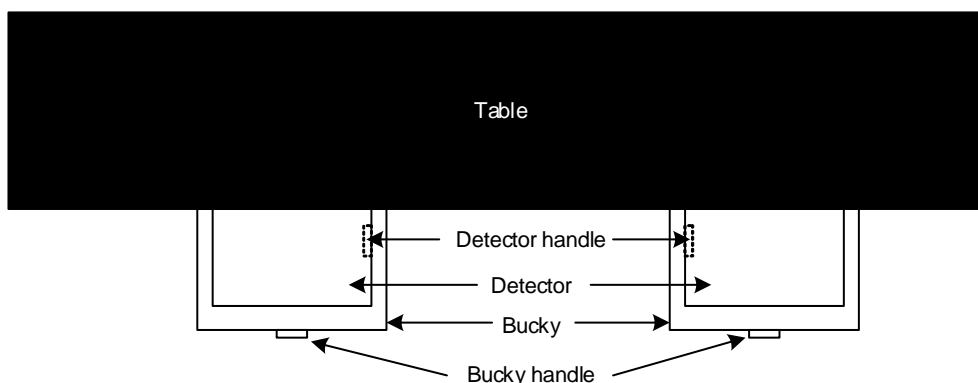 Table
Detector handle
Detector
Bucky
Bucky handle